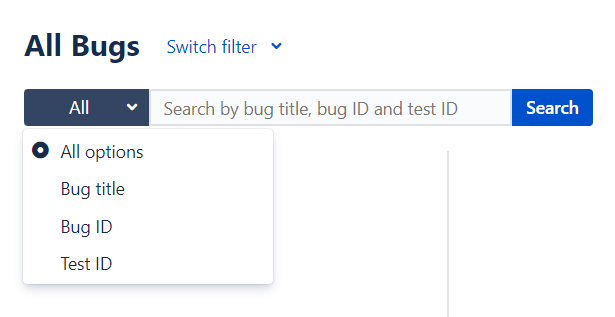 All Bugs Switch filter
All Search by bug title, bug ID and test ID Search
All options
Bug title
Bug ID
Test ID